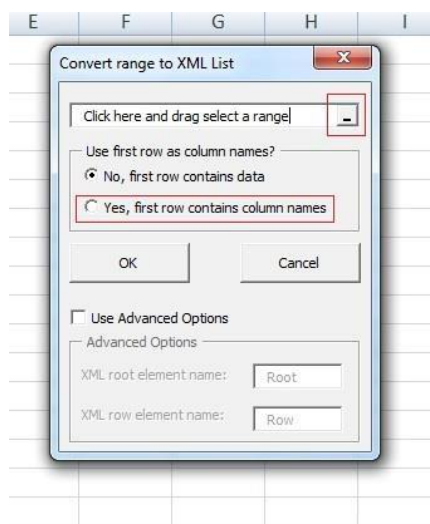 E F G H I
Convert range to XML List
Click here and drag select a range
Use first row as column names?
No, first row contains data
Yes, first row contains column names
OK Cancel
Use Advanced Options
Advanced Options
XML root element name: Root
XML row element name: Row